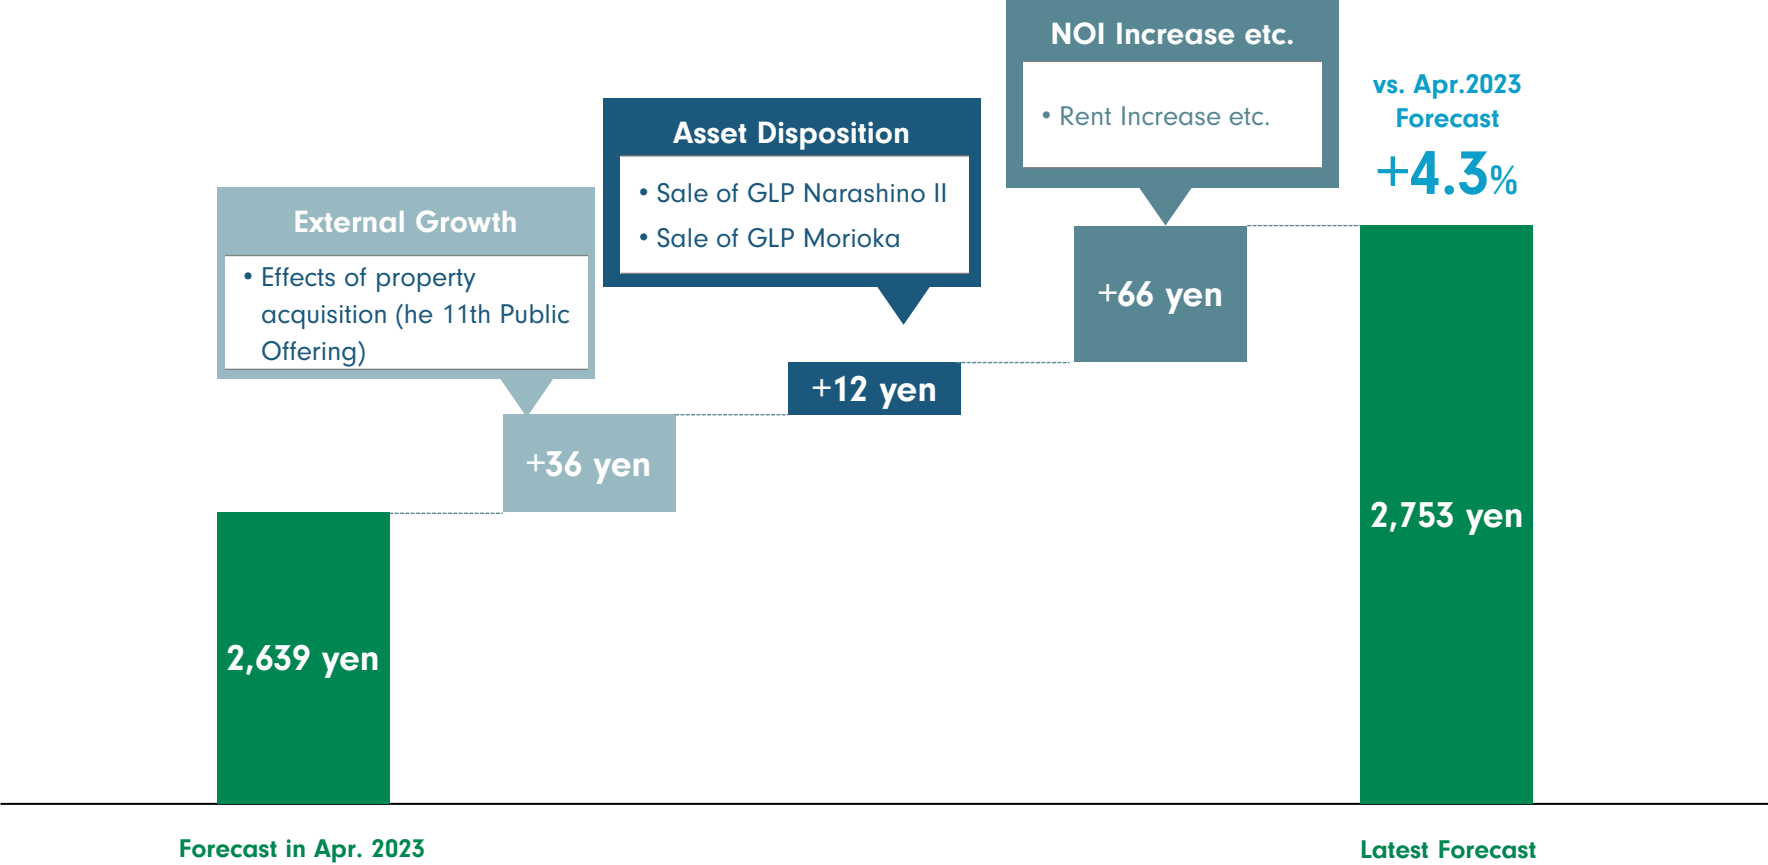 NOI Increase etc.
• Rent Increase etc.
vs. Apr.2023
Forecast
+4.3%
Asset Disposition
• Sale of GLP Narashino II
• Sale of GLP Morioka
External Growth
• Effects of property
acquisition (he 11th Public
Offering)
+66 yen
+12 yen
+36 yen
2,753 yen
2,639 yen
Forecast in Apr. 2023
Latest Forecast